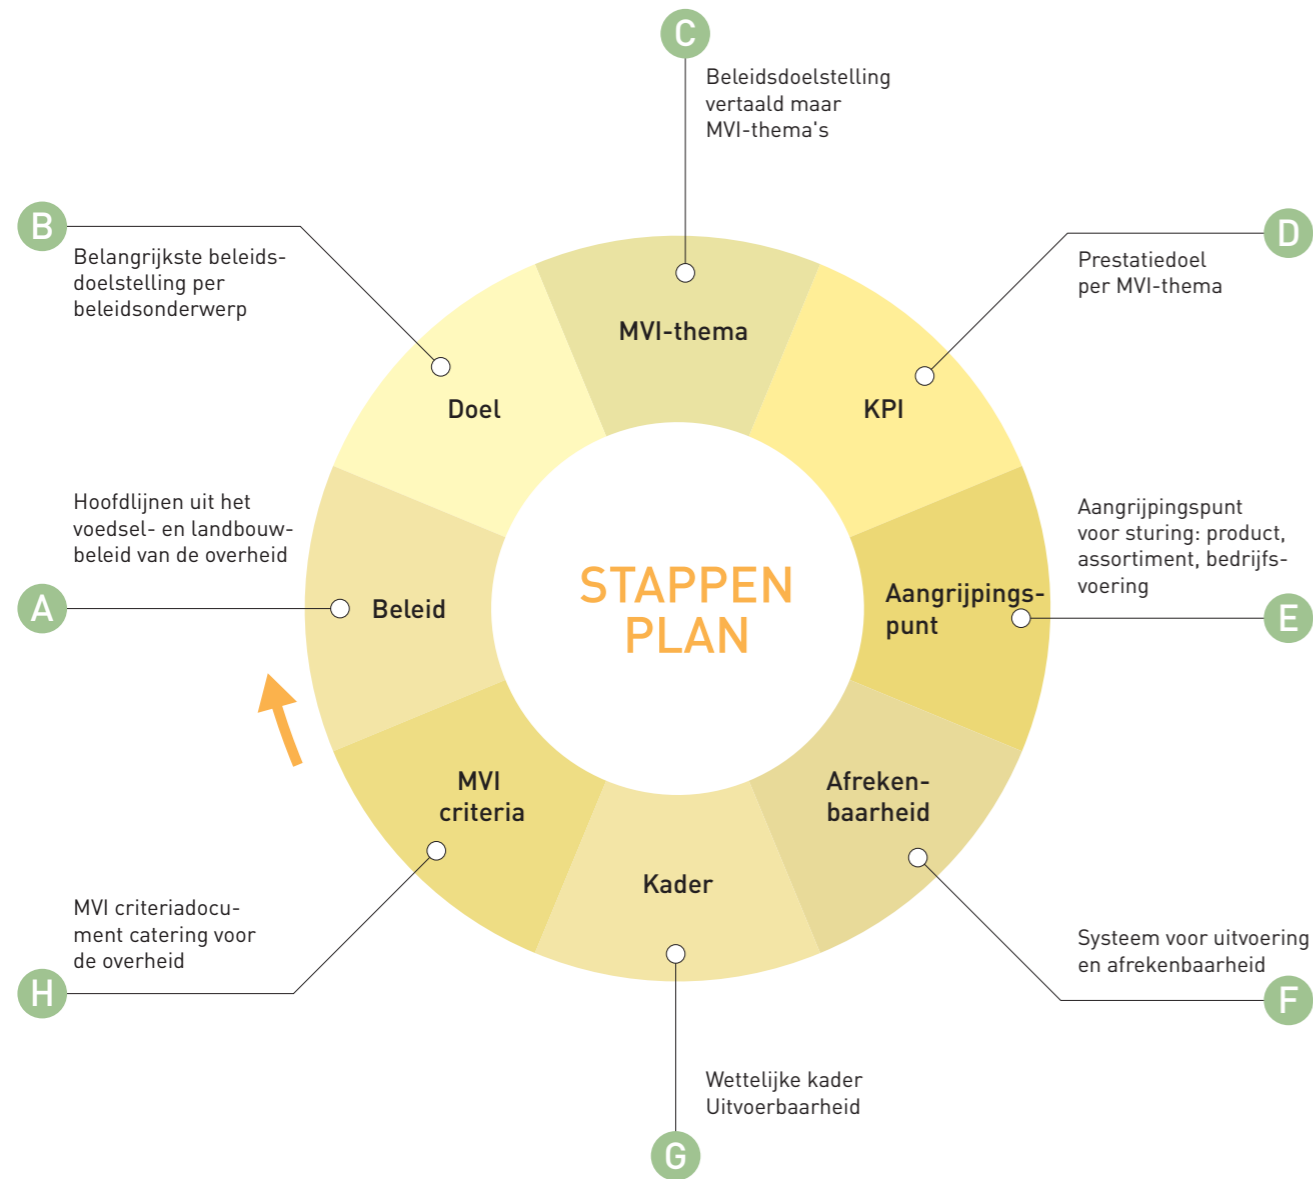 C
Beleidsdoelstelling
vertaald maar
MVI-thema's
B
Belangrijkste beleids-
doelstelling per
beleidsonderwerp
D
Prestatiedoel
per MVI-thema
MVI-thema
Doel
KPI
Hoofdlijnen uit het
voedsel- en landbouw-
beleid van de overheid
A
Beleid
STAPPEN
PLAN
Aangrijpings-
punt
Aangrijpingspunt
voor sturing: product,
assortiment, bedrijfs-
voering
E
MVI
criteria
Afreken-
baarheid
Kader
MVI criteriadocu-
ment catering voor
de overheid
H
Systeem voor uitvoering
en afrekenbaarheid
F
Wettelijke kader
Uitvoerbaarheid
G